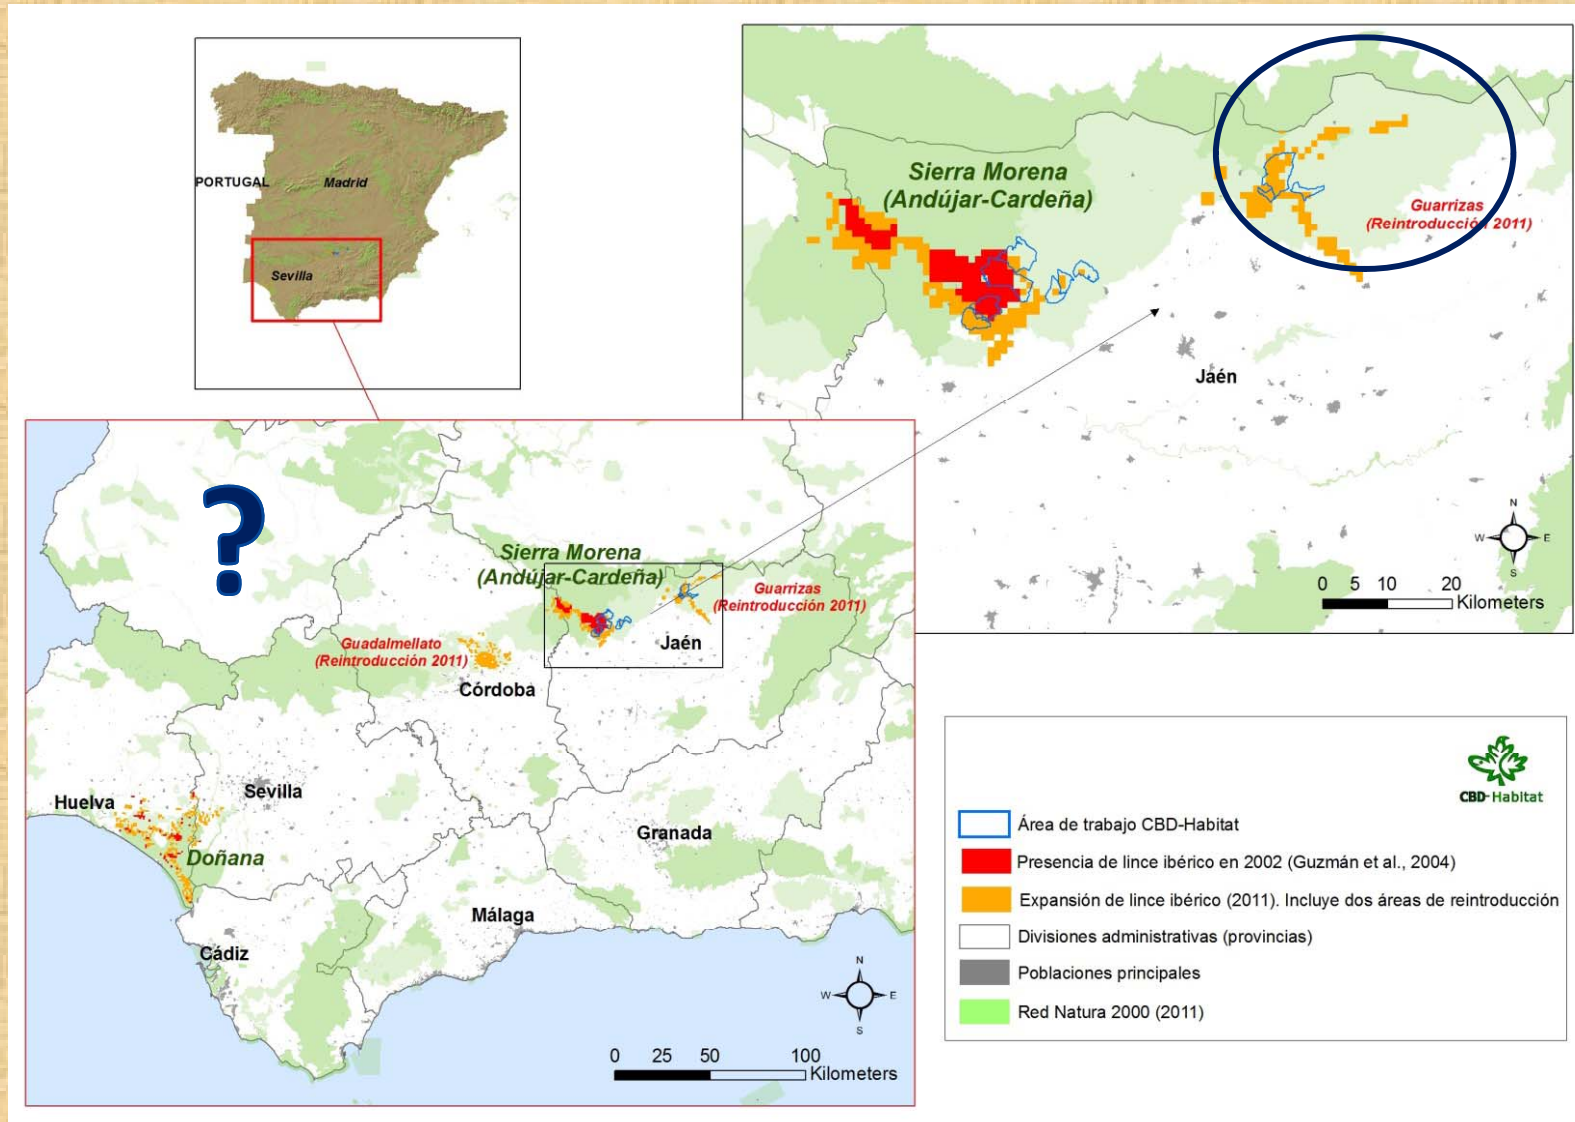 PORTUGAL
Madrid
Sevilla
Sierra Morena
(Andújar-Cardeña)
Guarrizas
(Reintroducción 2011)
Jaén
N
W
E
S
0 5 10 20
Kilometers
?
Sierra Morena
(Andújar-Cardeña)
Guarrizas
(Reintroducción 2011)
Guadalmellato
(Reintroducción 2011)
Jaén
Córdoba
Huelva
Sevilla
Doñana
Granada
Málaga
Cádiz
N
W
E
S
0 25 50 100
Kilometers
CBD-Habitat
Área de trabajo CBD-Habitat
Presencia de lince ibérico en 2002 (Guzmán et al., 2004)
Expansión de lince ibérico (2011). Incluye dos áreas de reintroducción
Divisiones administrativas (provincias)
Poblaciones principales
Red Natura 2000 (2011)